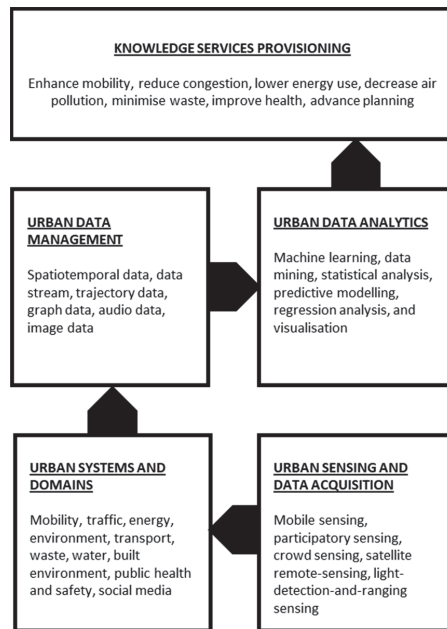 KNOWLEDGE SERVICES PROVISIONING
Enhance mobility, reduce congestion, lower energy use, decrease air
pollution, minimise waste, improve health, advance planning
URBAN DATA
MANAGEMENT
Spatiotemporal data, data
stream, trajectory data,
graph data, audio data,
image data
URBAN DATA ANALYTICS
Machine learning, data
mining, statistical analysis,
predictive modelling,
regression analysis, and
visualisation
URBAN SYSTEMS AND
DOMAINS
Mobility, traffic, energy,
environment, transport,
waste, water, built
environment, public health
and safety, social media
URBAN SENSING AND
DATA ACQUISITION
Mobile sensing,
participatory sensing,
crowd sensing, satellite
remote-sensing, light-
detection-and-ranging
sensing